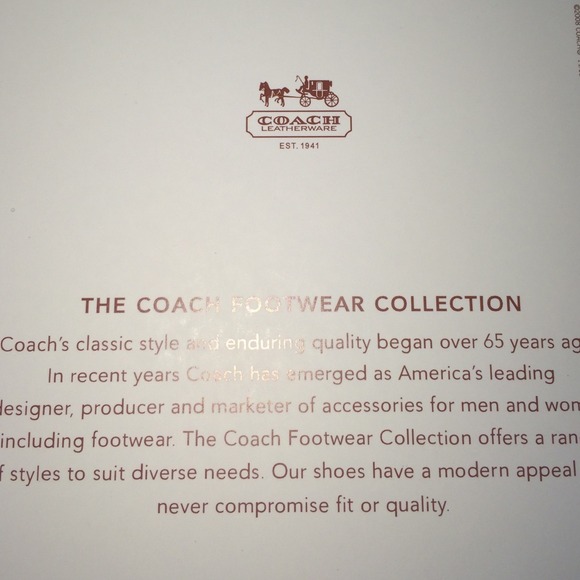 COACH
LEATHERWARE
EST. 1941
THE COACH FOOTWEAR COLLECTION
Coach's classic style and enduring quality began over 65 years ag
In recent years Coach has emerged as America's leading
designer, producer and marketer of accessories for men and wom
including footwear. The Coach Footwear Collection offers a ran
f styles to suit diverse needs. Our shoes have a modern appeal
never compromise fit or quality.